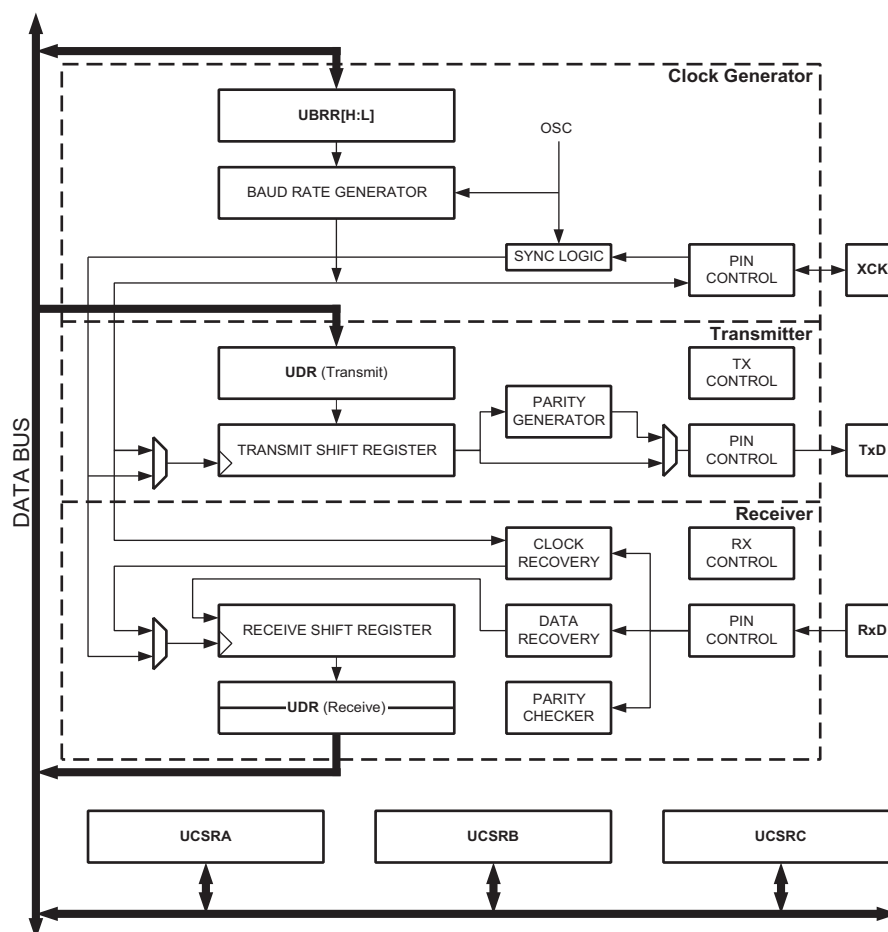 Clock Generator
UBRR[H:L]
OSC
BAUD RATE GENERATOR
SYNC LOGIC
PIN
CONTROL
XCK
DATA BUS
Transmitter
UDR (Transmit)
TX
CONTROL
PARITY
GENERATOR
TRANSMIT SHIFT REGISTER
PIN
CONTROL
TxD
Receiver
CLOCK
RECOVERY
RX
CONTROL
RECEIVE SHIFT REGISTER
DATA
RECOVERY
PIN
CONTROL
RxD
UDR (Receive)
PARITY
CHECKER
UCSRA
UCSRB
UCSRC